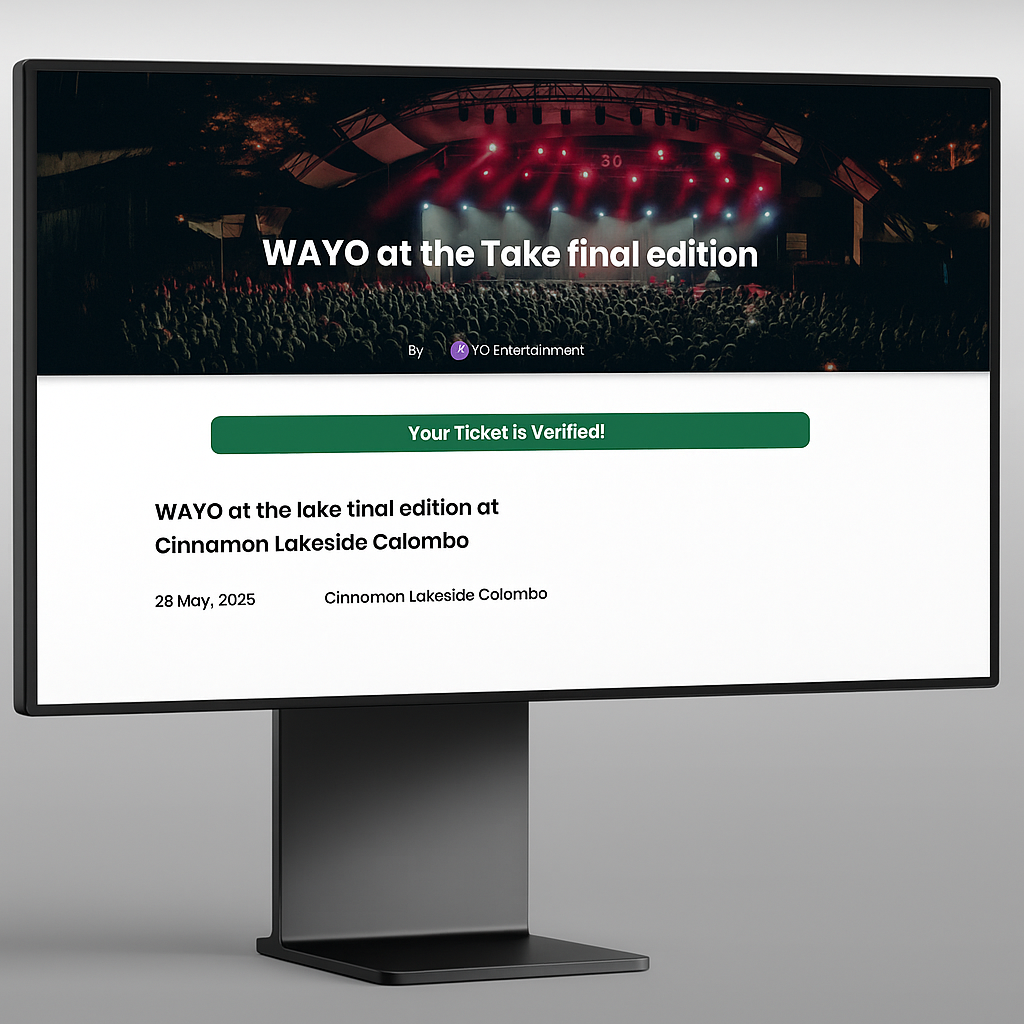 30
WAYO at the Take final edition
By K YO Entertainment
Your Ticket is Verified!
WAYO at the lake tinal edition at
Cinnamon Lakeside Calombo
28 May, 2025 Cinnomon Lakeside Colombo